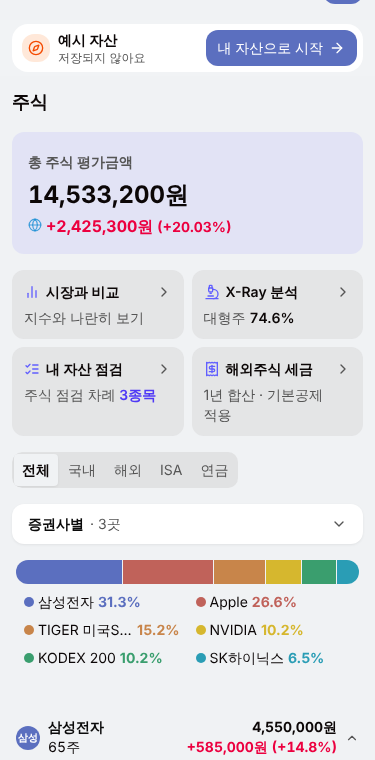 예시 자산
저장되지 않아요
내 자산으로 시작 →
주식
총 주식 평가금액
14,533,200원
+2,425,300원 (+20.03%)
시장과 비교
지수와 나란히 보기
X-Ray 분석
대형주 74.6%
내 자산 점검
주식 점검 차례 3종목
해외주식 세금
1년 합산 · 기본공제
적용
전체 국내 해외 ISA 연금
증권사별 · 3곳
삼성전자 31.3%
Apple 26.6%
TIGER 미국S... 15.2%
NVIDIA 10.2%
KODEX 200 10.2%
SK하이닉스 6.5%
삼성
삼성전자
65주
4,550,000원
+585,000원 (+14.8%)